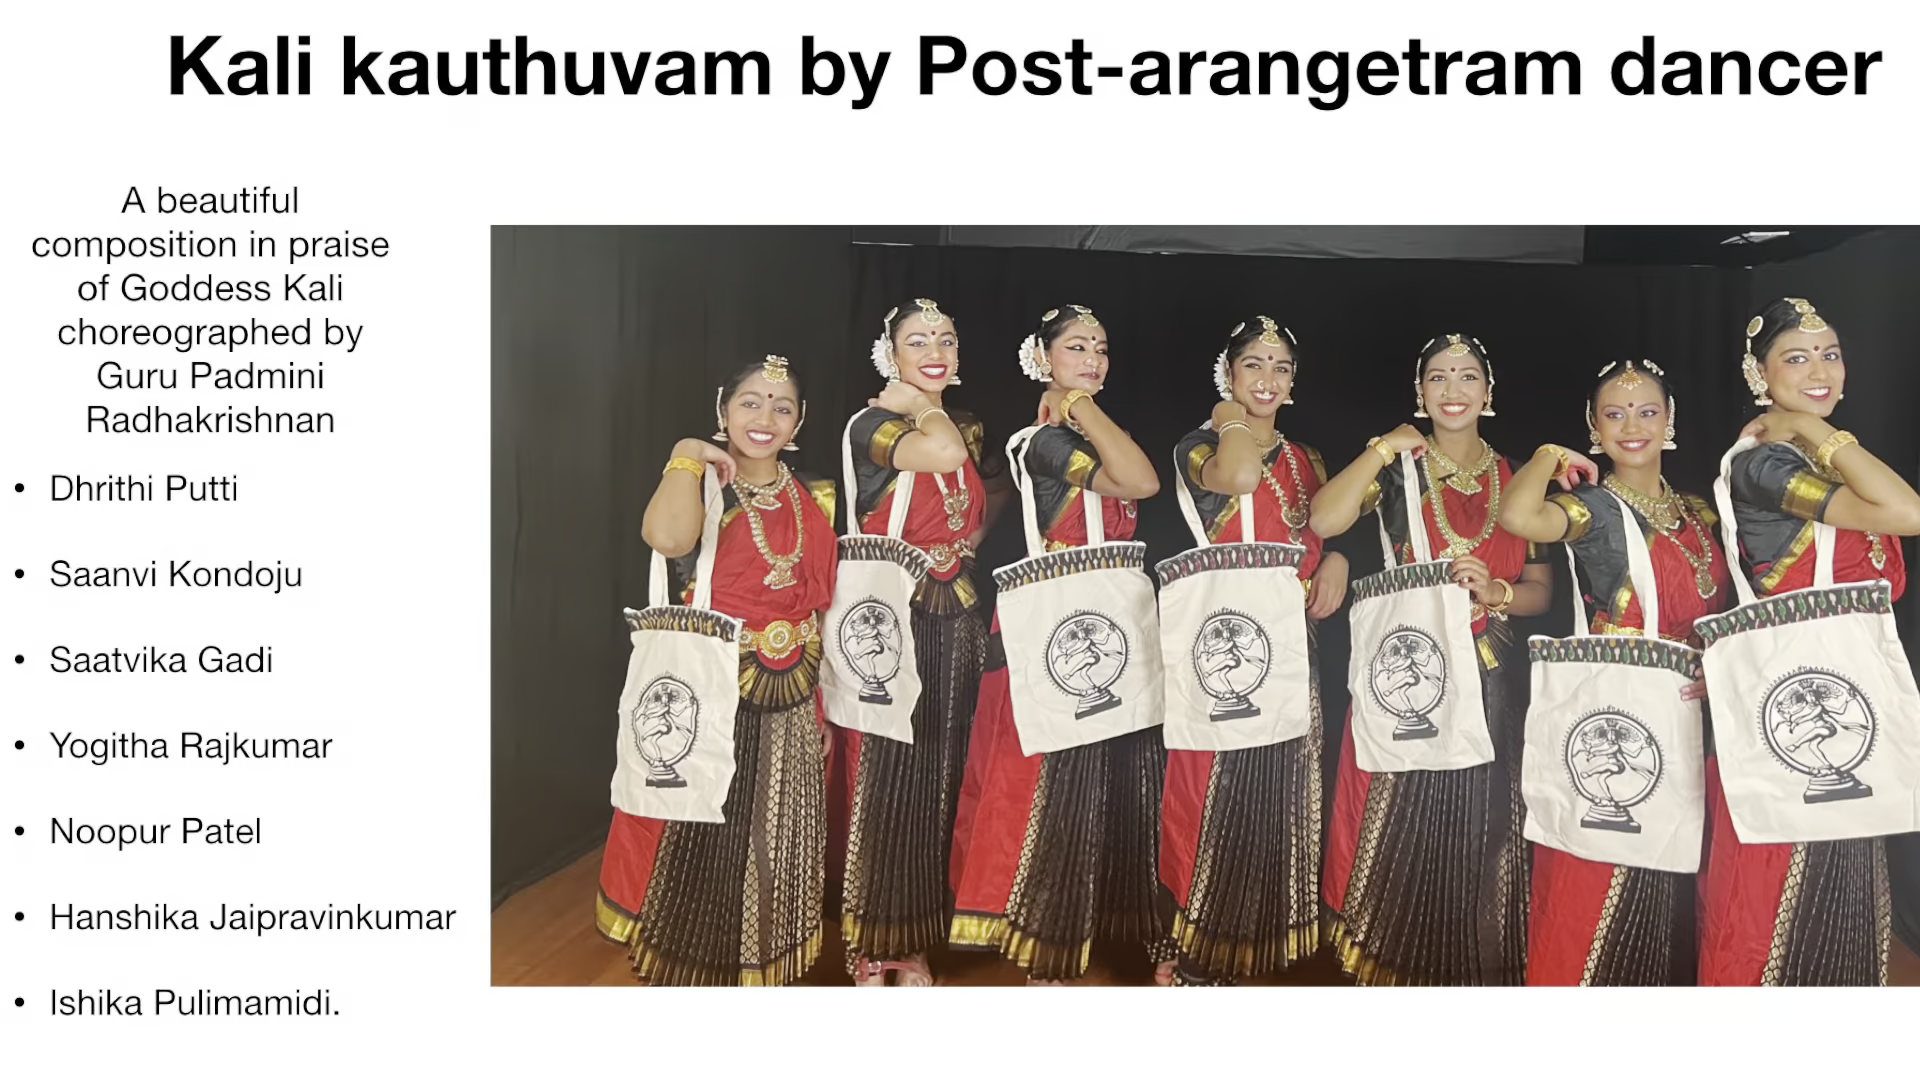 Kali kauthuvam by Post-arangetram dancer
A beautiful
composition in praise
of Goddess Kali
choreographed by
Guru Padmini
Radhakrishnan
• Dhrithi Putti
• Saanvi Kondoju
• Saatvika Gadi
• Yogitha Rajkumar
• Noopur Patel
• Hanshika Jaipravinkumar
• Ishika Pulimamidi.